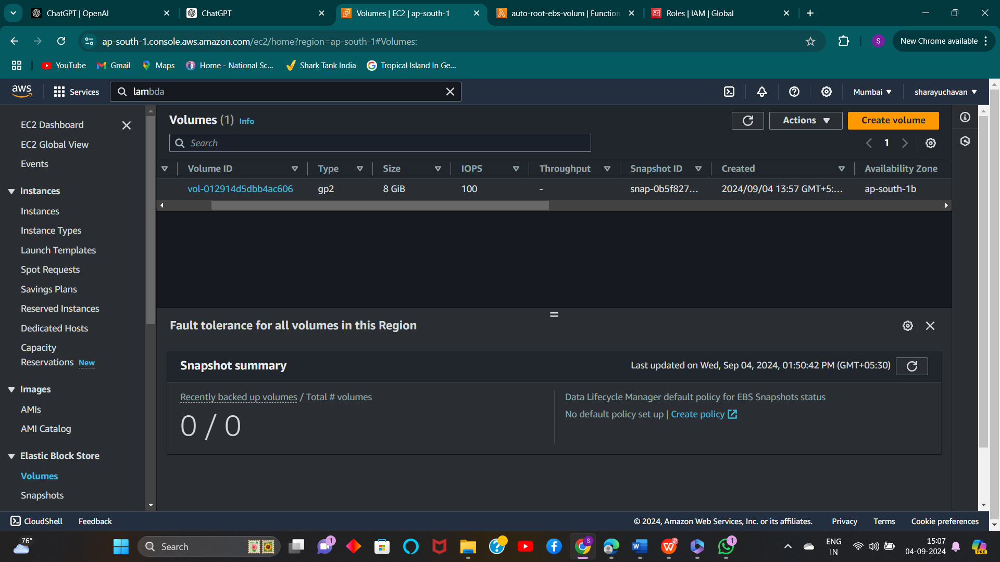 ChatGPT | OpenAI
ChatGPT
Volumes | EC2 | ap-south-1
auto-root-ebs-volum | Function
Roles | IAM | Global
ap-south-1.console.aws.amazon.com/ec2/home?region=ap-south-1#Volumes:
S
New Chrome available
YouTube
Gmail
Maps
Home - National Sc...
Shark Tank India
Tropical Island In Ge...
aws
Services
lambda
Mumbai
sharayuchavan
EC2 Dashboard
EC2 Global View
Events
Instances
Instances
Instance Types
Launch Templates
Spot Requests
Savings Plans
Reserved Instances
Dedicated Hosts
Capacity
Reservations New
Images
AMIs
AMI Catalog
Elastic Block Store
Volumes
Snapshots
Volumes (1) Info
Actions
Create volume
Search
1
Volume ID Type Size IOPS Throughput Snapshot ID Created Availability Zone
vol-012914d5dbb4ac606 gp2 8 GiB 100 - snap-0b5f827... 2024/09/04 13:57 GMT+5:... ap-south-1b
Fault tolerance for all volumes in this Region
Snapshot summary
Last updated on Wed, Sep 04, 2024, 01:50:42 PM (GMT+05:30)
Recently backed up volumes / Total # volumes
0 / 0
Data Lifecycle Manager default policy for EBS Snapshots status
No default policy set up | Create policy
CloudShell
Feedback
© 2024, Amazon Web Services, Inc. or its affiliates.
Privacy
Terms
Cookie preferences
76°
Search
1
S
1
ENG
IN
15:07
04-09-2024
PRE